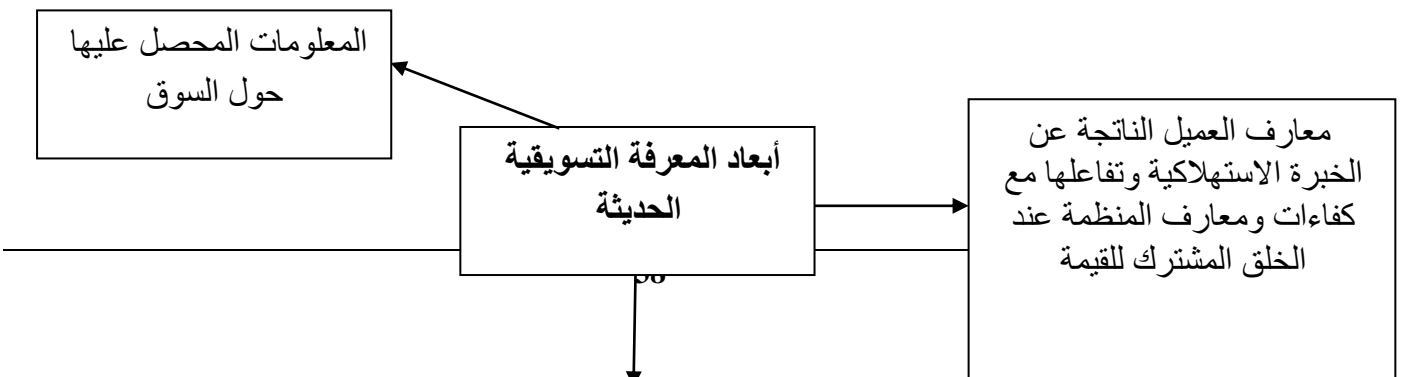 المعلومات المحصل عليها
حول السوق
أبعاد المعرفة التسويقية
الحديثة
معارف العميل الناتجة عن
الخبرة الاستهلاكية وتفاعلها مع
كفاءات ومعارف المنظمة عند
الخلق المشترك للقيمة